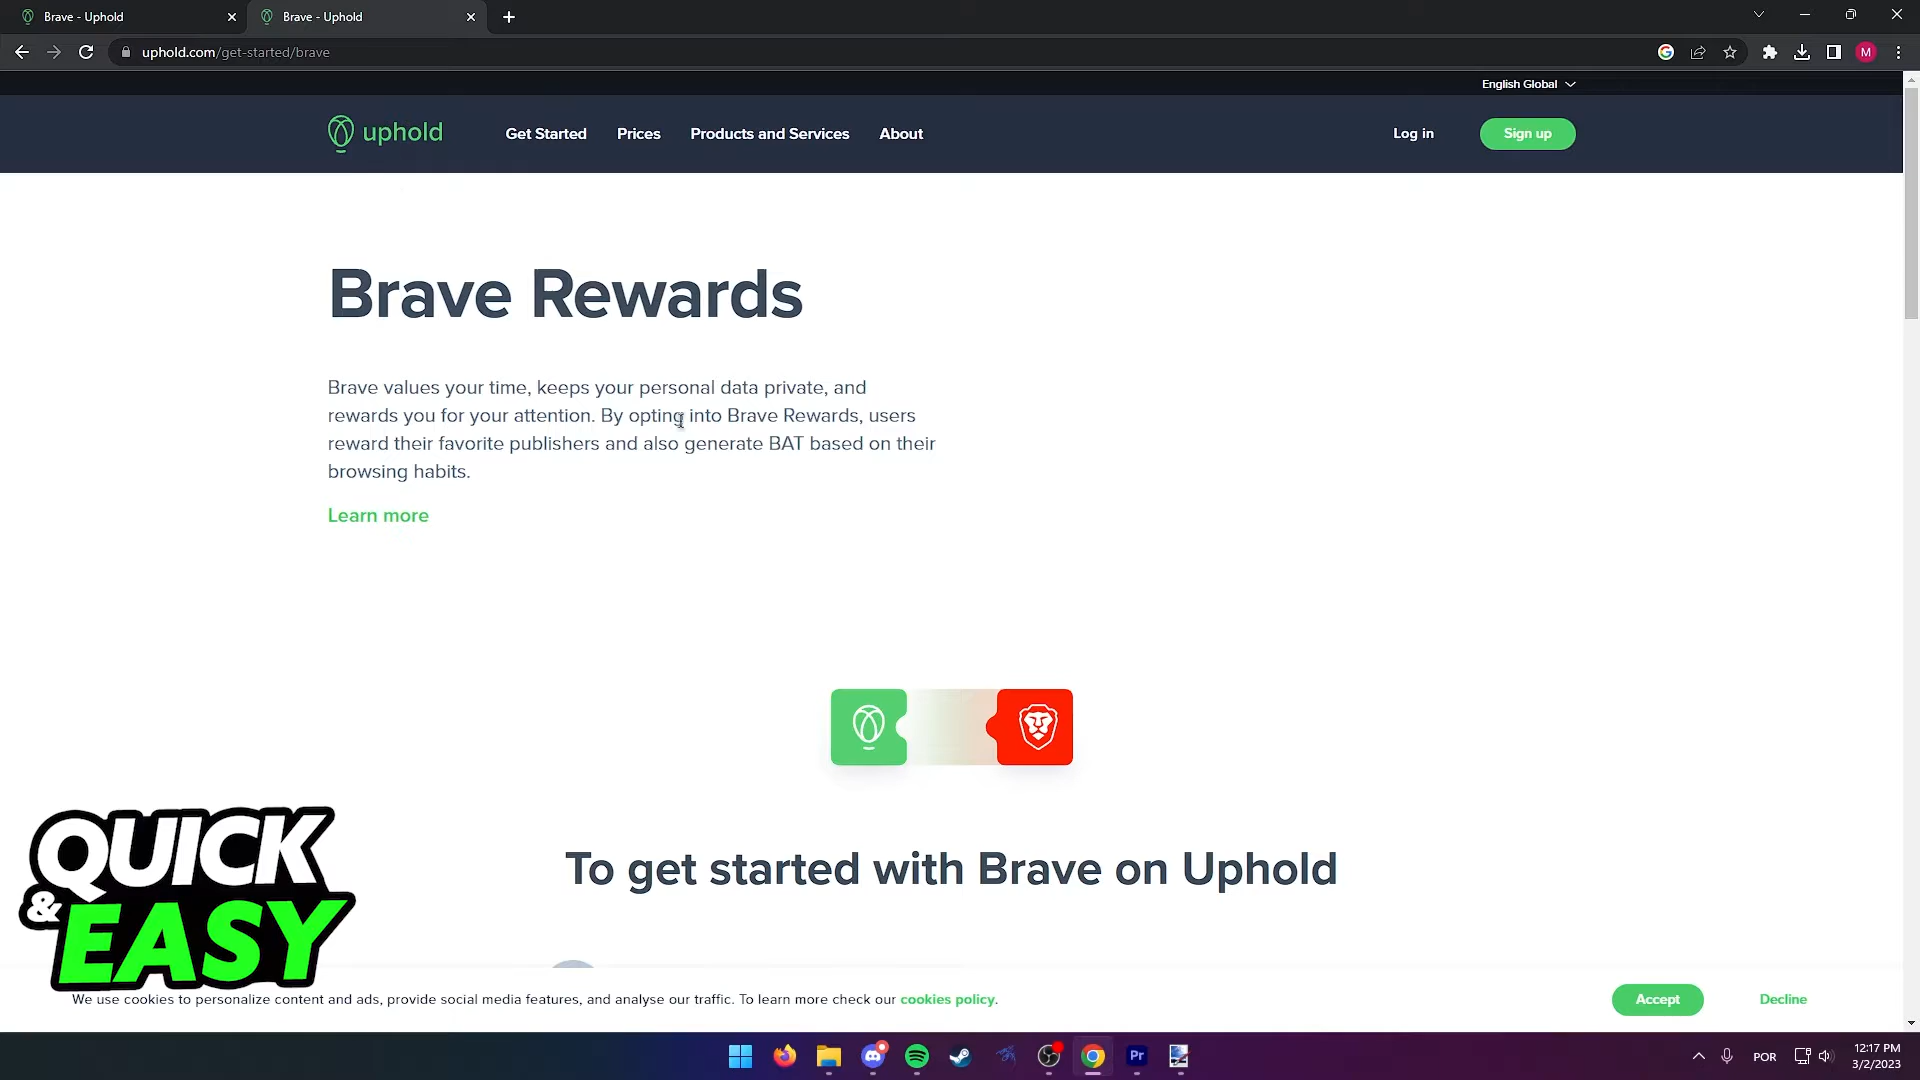 Brave - Uphold
Brave - Uphold
uphold.com/get-started/brave
M
English Global
uphold
Get Started
Prices
Products and Services
About
Log in
Sign up
Brave Rewards
Brave values your time, keeps your personal data private, and
rewards you for your attention. By opting into Brave Rewards, users
reward their favorite publishers and also generate BAT based on their
browsing habits.
Learn more
To get started with Brave on Uphold
QUICK
&
EASY
We use cookies to personalize content and ads, provide social media features, and analyse our traffic. To learn more check our cookies policy.
Accept
Decline
Pr
POR
12:17 PM
3/2/2023